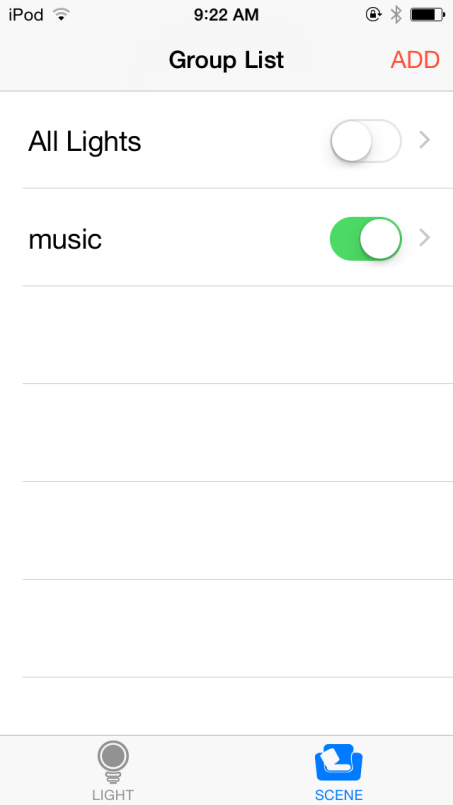 iPod 9:22 AM
Group List ADD
All Lights
music
LIGHT SCENE